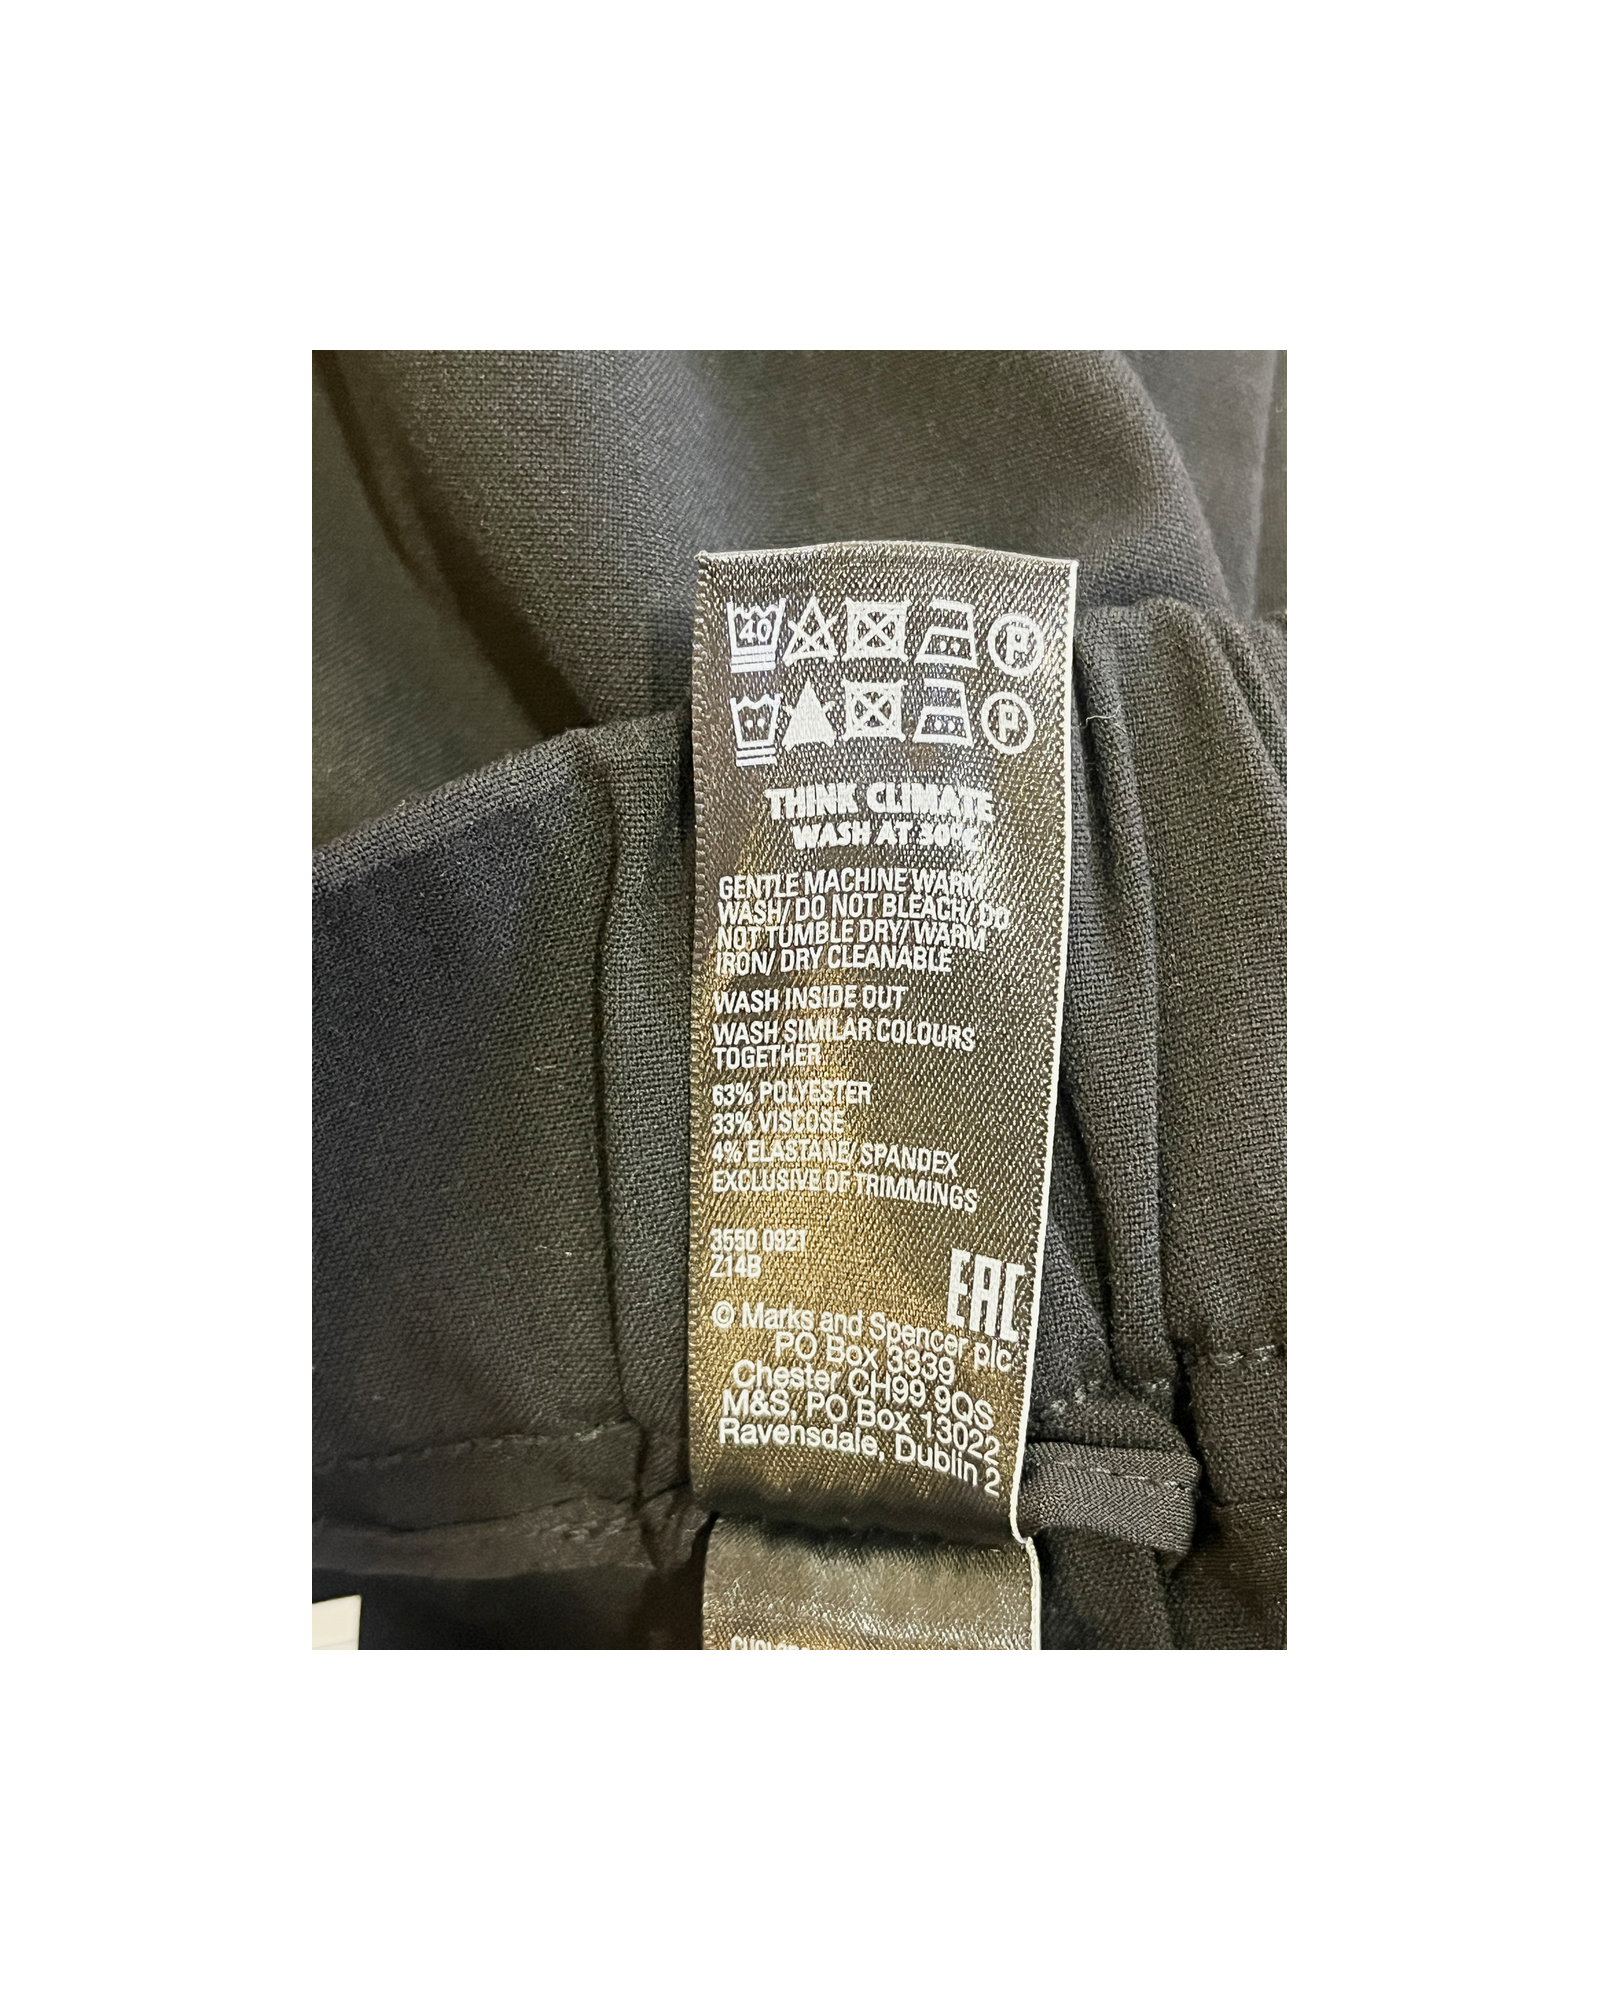 40
P
P
THINK CLIMATE
WASH AT 30°C
GENTLE MACHINE WARM
WASH/ DO NOT BLEACH/ DO
NOT TUMBLE DRY/ WARM
IRON/ DRY CLEANABLE
WASH INSIDE OUT
WASH SIMILAR COLOURS
TOGETHER
63% POLYESTER
33% VISCOSE
4% ELASTANE/ SPANDEX
EXCLUSIVE OF TRIMMINGS
3550 0921
Z14B
EAC
© Marks and Spencer plc
PO Box 3339
Chester CH99 9QS
M&S, PO Box 13022
Ravensdale, Dublin 2